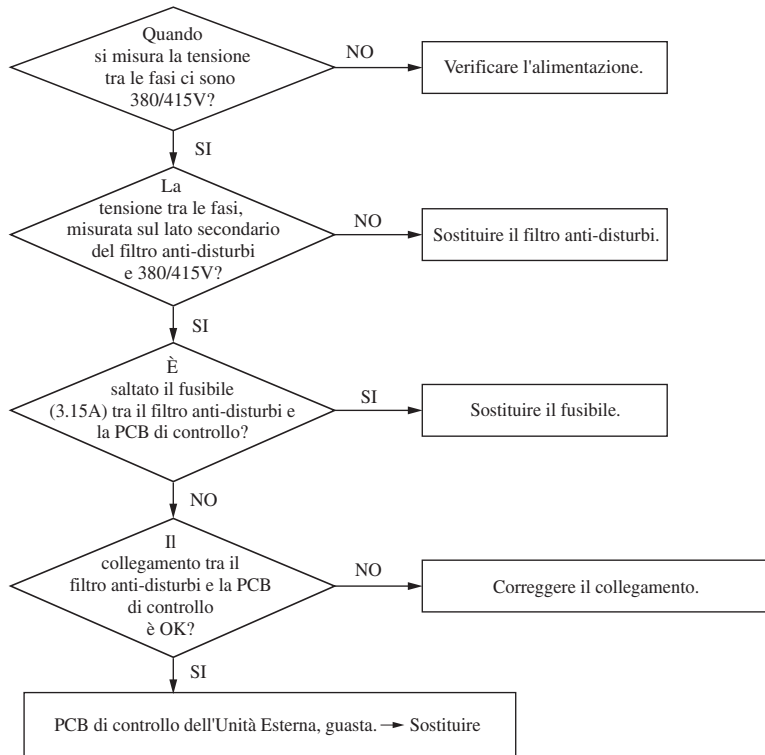 Quando
si misura la tensione
tra le fasi ci sono
380/415V?
NO
Verificare l'alimentazione.
SI
La
tensione tra le fasi,
misurata sul lato secondario
del filtro anti-disturbi
e 380/415V?
NO
Sostituire il filtro anti-disturbi.
SI
È
saltato il fusibile
(3.15A) tra il filtro anti-disturbi e
la PCB di controllo?
SI
Sostituire il fusibile.
NO
Il
collegamento tra il
filtro anti-disturbi e la PCB
di controllo
è OK?
NO
Correggere il collegamento.
SI
PCB di controllo dell'Unità Esterna, guasta. → Sostituire